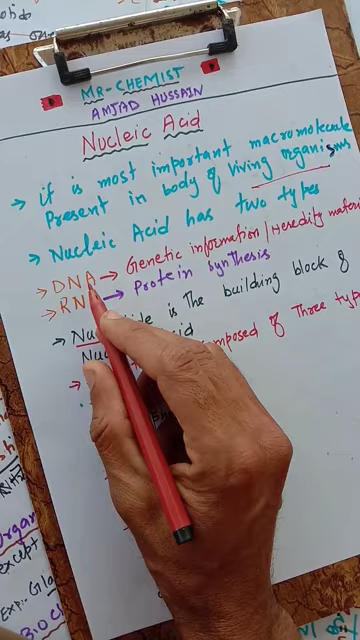 MR-CHEMIST
AMJAD HUSSAIN
Nucleic Acid
→ it is most important macromolecule
Present in body of living organisms
→ Nucleic Acid has two types
→ DNA → Genetic information / Heredity material
→ RNA → Protein synthesis
→ is the building block of
composed of Three
Organ
except